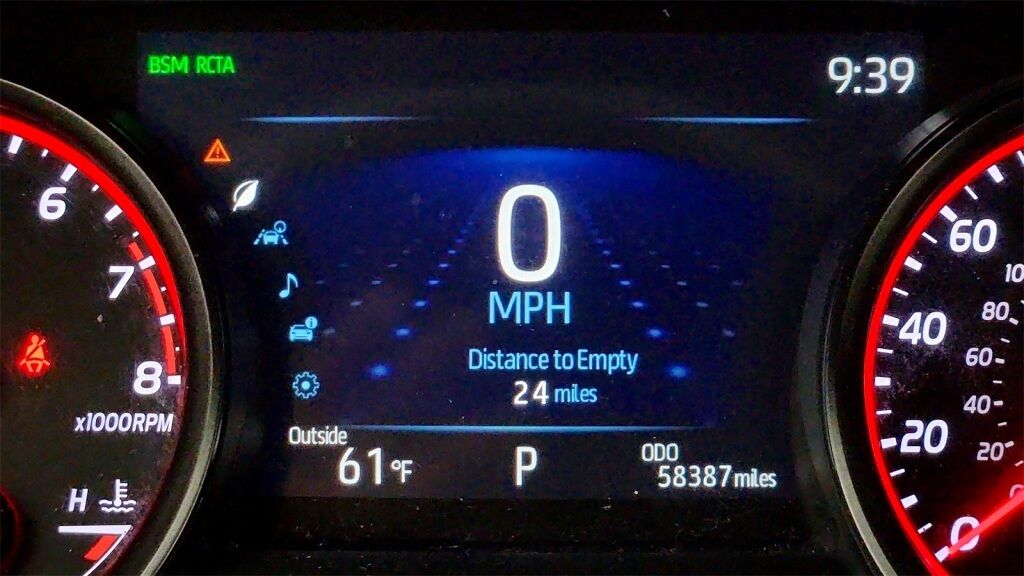 BSM RCTA
9:39
6
7
8
x1000RPM
H
0
MPH
Distance to Empty
24 miles
Outside
61°F
P
ODO
58387 miles
60
40
20
0
10
80
60
40
20